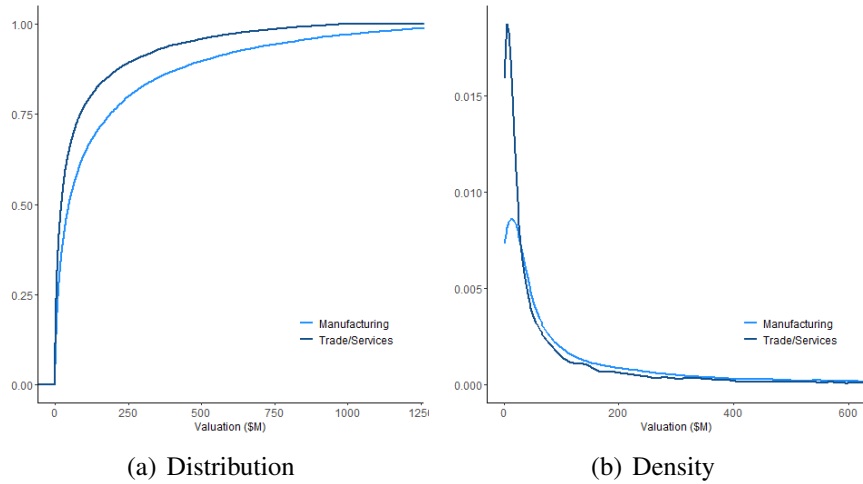 1.00
0.75
0.50
0.25
0.00
Manufacturing
Trade/Services
0 250 500 750 1000 125
Valuation ($M)
(a) Distribution
0.015
0.010
0.005
0.000
Manufacturing
Trade/Services
0 200 400 600
Valuation ($M)
(b) Density